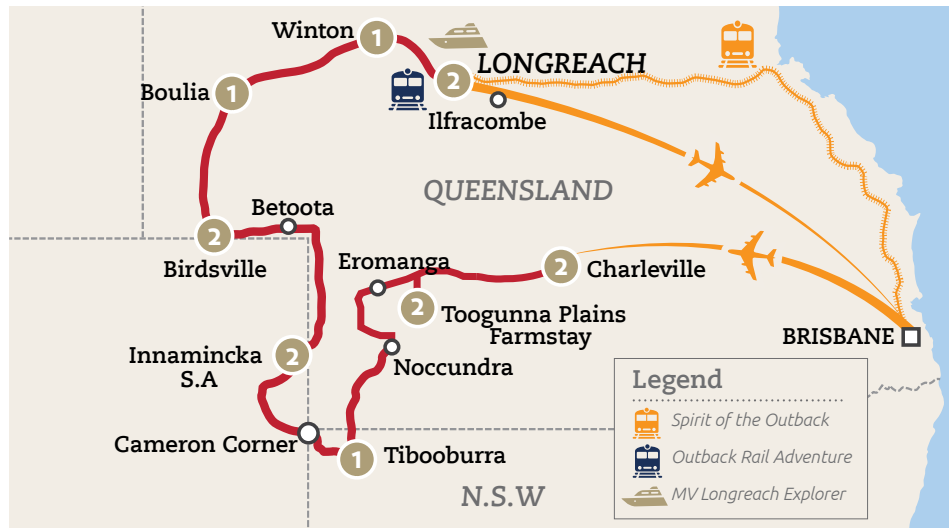 Winton
1
2
LONGREACH
Boulia
1
Ilfracombe
QUEENSLAND
Betoota
2
Birdsville
Eromanga
2
Charleville
2
Toogunna Plains
Farmstay
BRISBANE
Innamincka
S.A
2
Noccundra
Cameron Corner
1
Tibooburra
N.S.W
Legend
Spirit of the Outback
Outback Rail Adventure
MV Longreach Explorer